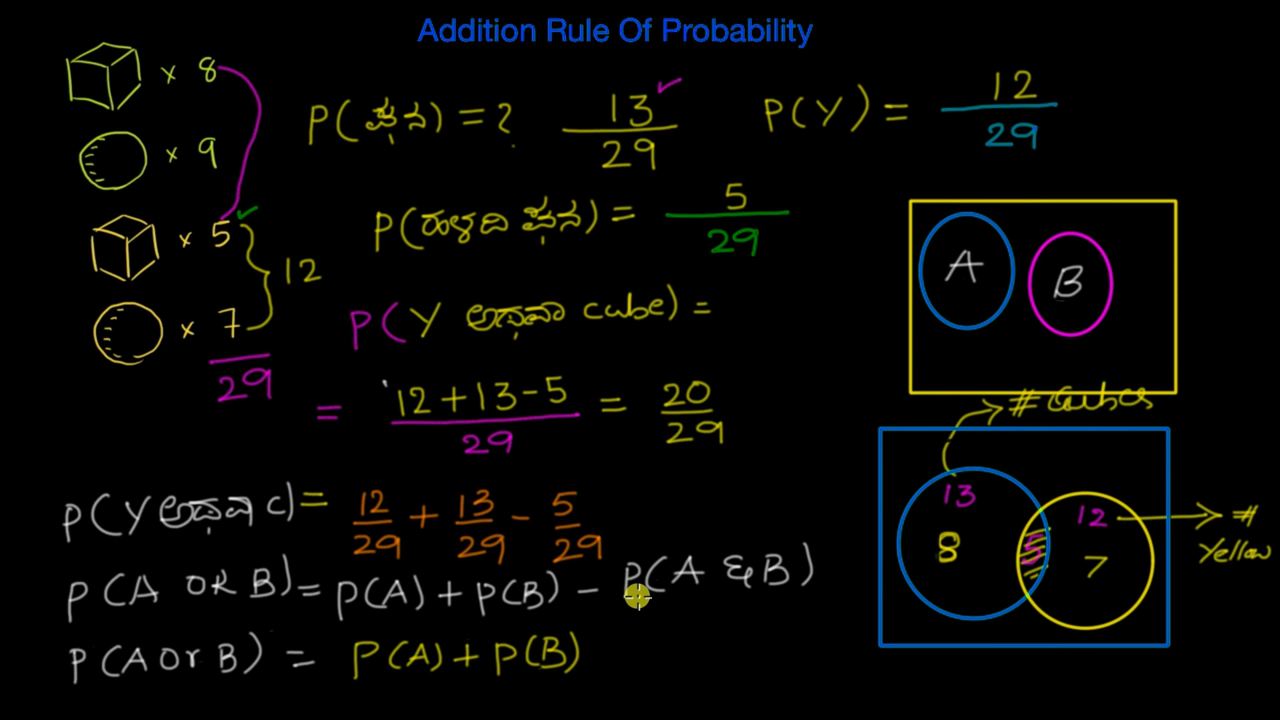 Addition Rule Of Probability
× 8
P(ಘನ) = ? 13/29
P(Y) = 12/29
× 9
× 5
12
P(ಹಳದಿ ಘನ) = 5/29
A
B
× 7
29
P(Y ಅಥವಾ cube) =
= 12+13-5/29 = 20/29
# cubes
P(Y ಅಥವಾ C) = 12/29 + 13/29 - 5/29
13
12
8
5
7
# Yellow
P(A OR B) = P(A) + P(B) - P(A & B)
P(A or B) = P(A) + P(B)